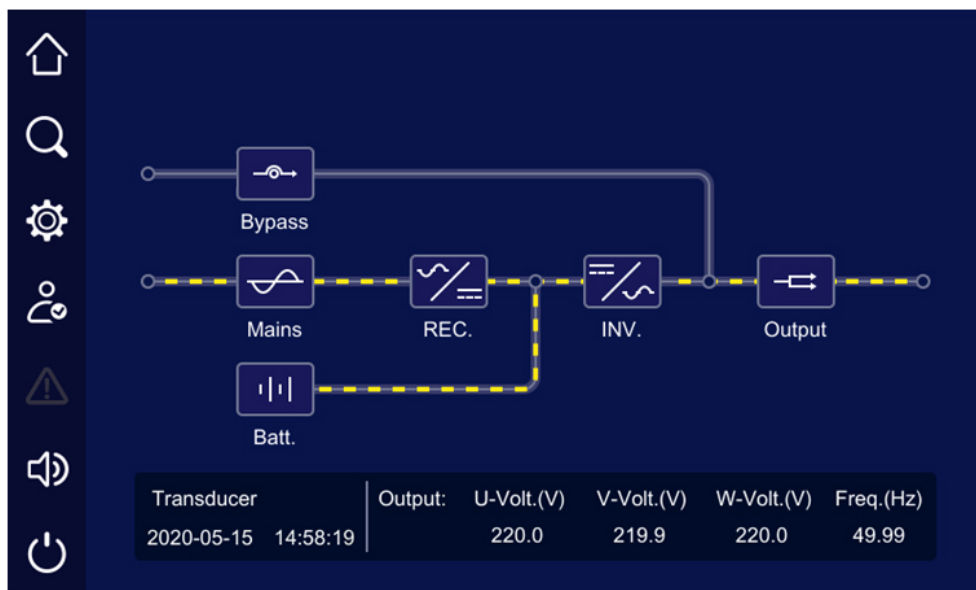 Bypass
Mains
REC.
INV.
Output
Batt.
Transducer
Output: U-Volt.(V) V-Volt.(V) W-Volt.(V) Freq.(Hz)
2020-05-15 14:58:19
220.0 219.9 220.0 49.99